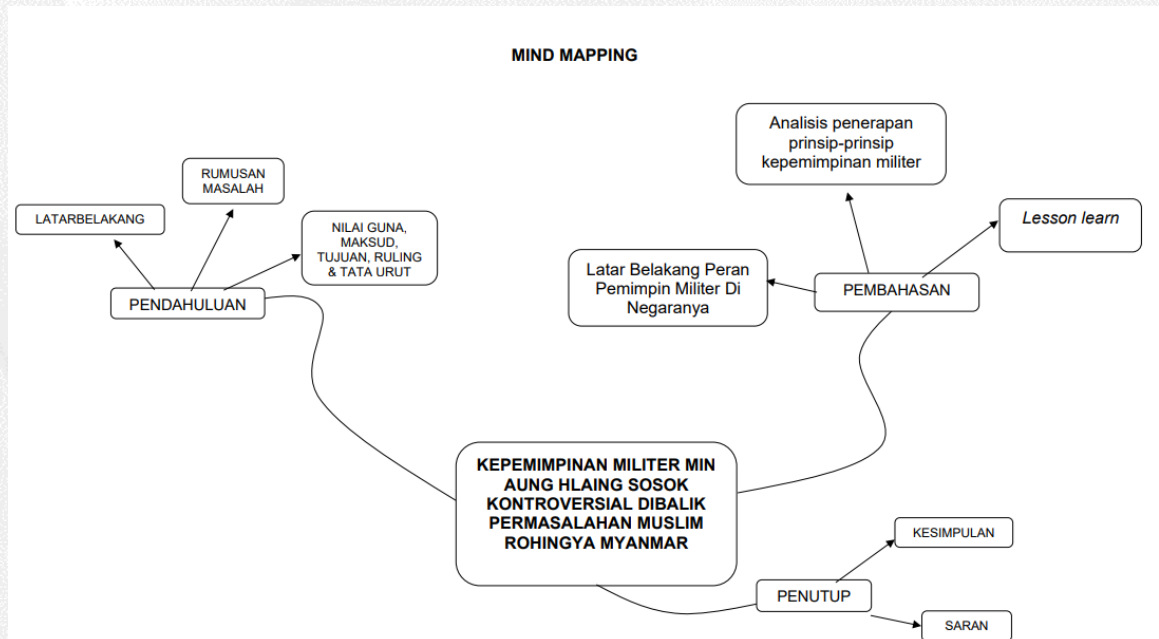 MIND MAPPING
RUMUSAN
MASALAH
LATARBELAKANG
NILAI GUNA,
MAKSUD,
TUJUAN, RULING
& TATA URUT
PENDAHULUAN
Analisis penerapan
prinsip-prinsip
kepemimpinan militer
Lesson learn
Latar Belakang Peran
Pemimpin Militer Di
Negaranya
PEMBAHASAN
KEPEMIMPINAN MILITER MIN
AUNG HLAING SOSOK
KONTROVERSIAL DIBALIK
PERMASALAHAN MUSLIM
ROHINGYA MYANMAR
KESIMPULAN
PENUTUP
SARAN